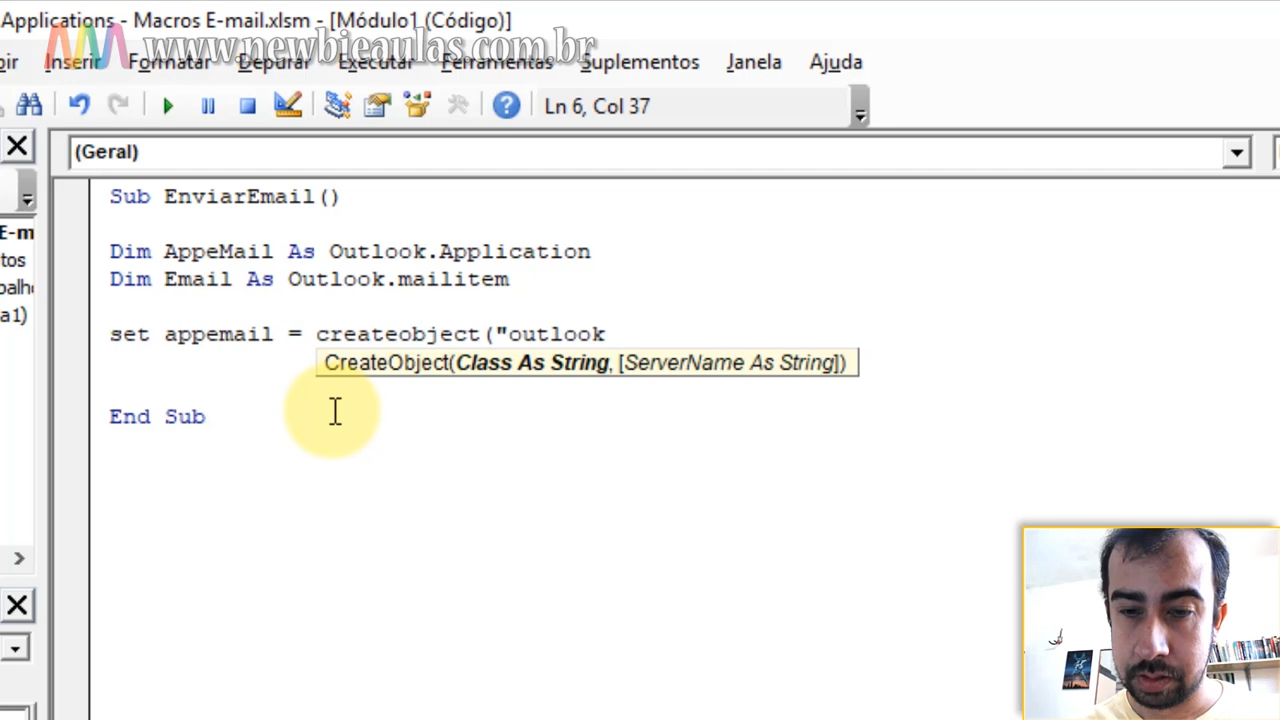 Applications - Macros E-mail.xlsm - [Módulo1 (Código)]
www.newbieaulas.com.br
Inserir Formatar Depurar Executar Ferramentas Suplementos Janela Ajuda
Ln 6, Col 37
(Geral)
Sub EnviarEmail()
E-m
Dim AppeMail As Outlook.Application
tos
Dim Email As Outlook.mailitem
a1)
set appemail = createobject("outlook
CreateObject(Class As String, [ServerName As String])
End Sub